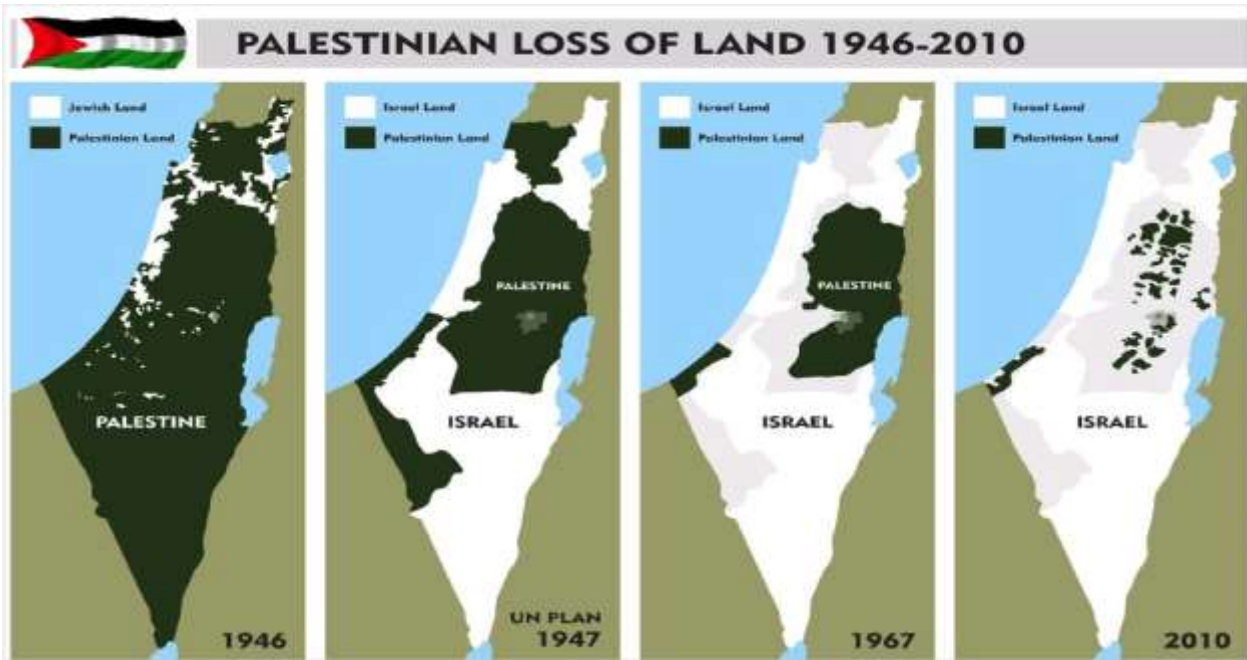 PALESTINIAN LOSS OF LAND 1946-2010
Jewish Land
Palestinian Land
PALESTINE
1946
Israel Land
Palestinian Land
PALESTINE
ISRAEL
UN PLAN
1947
Israel Land
Palestinian Land
PALESTINE
ISRAEL
1967
Israel Land
Palestinian Land
ISRAEL
2010